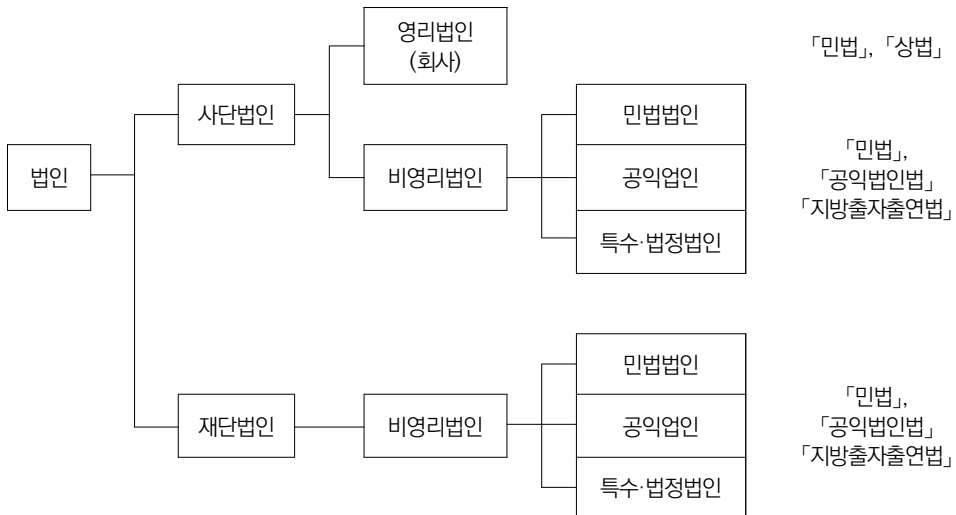 영리법인
(회사)
「민법」, 「상법」
사단법인
민법법인
법인
비영리법인
공익업인
「민법」,
「공익법인법」
「지방출자출연법」
특수·법정법인
민법법인
재단법인
비영리법인
공익업인
「민법」,
「공익법인법」
「지방출자출연법」
특수·법정법인